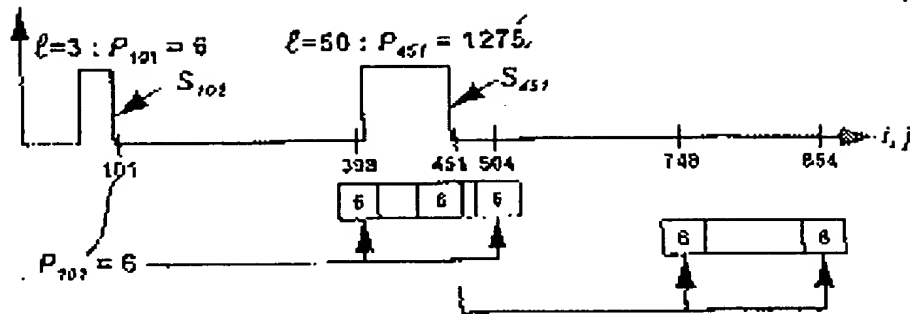 ℓ=3 : P₁₀₁ = 6 ℓ=50 : P₄₅₁ = 1275
S₁₀₂ S₄₅₁
i, j
101 398 451 504 748 854
6 6 6
6 6
P₁₀₁ = 6